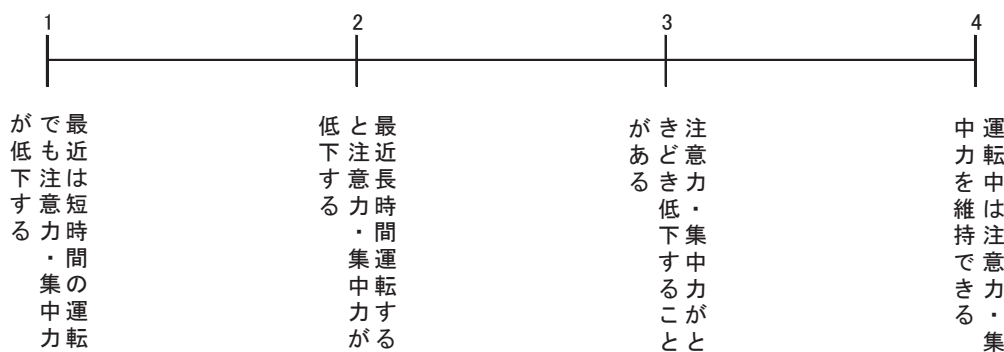 1
2
3
4
最近は短時間の運転
でも注意力・集中力
が低下する
最近長時間運転する
と注意力・集中力が
低下する
注意力・集中力がと
きどき低下すること
がある
運転中は注意力・集
中力を維持できる